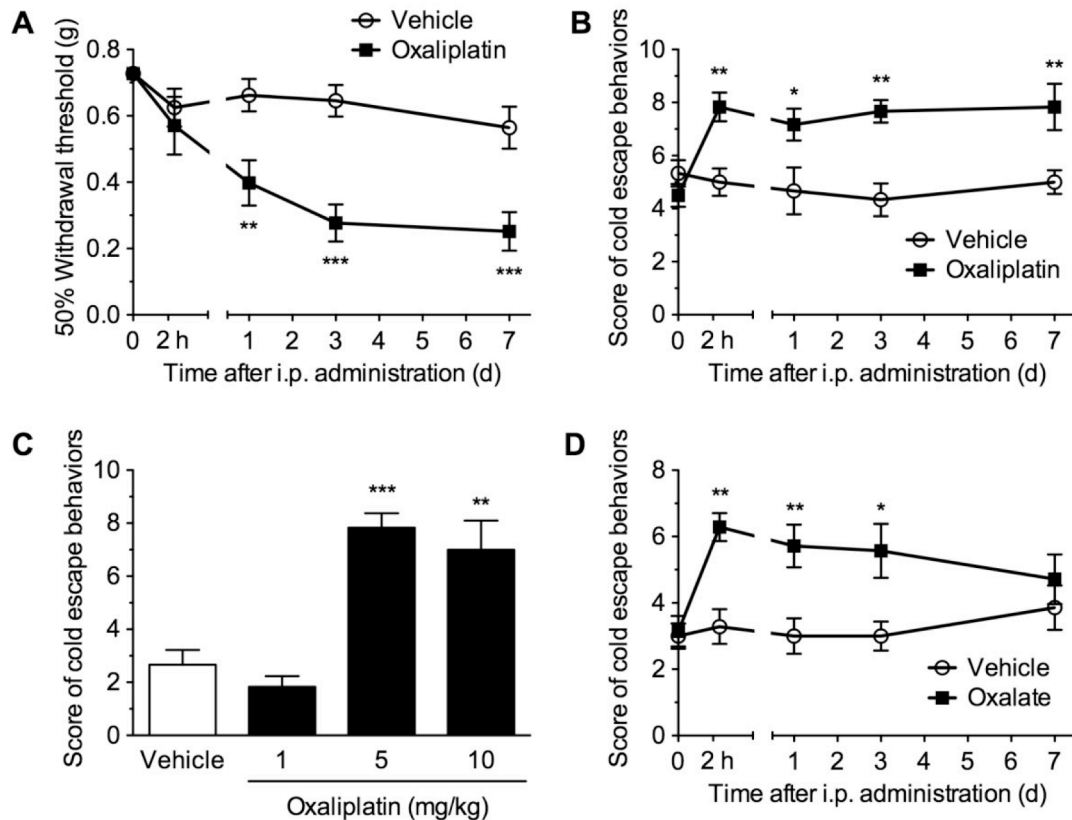 A
Vehicle
Oxaliplatin
50% Withdrawal threshold (g)
0.8
0.6
0.4
0.2
0.0
**
***
***
0 2 h 1 2 3 4 5 6 7
Time after i.p. administration (d)
B
Score of cold escape behaviors
10
8
6
4
2
0
**
*
**
**
Vehicle
Oxaliplatin
0 2 h 1 2 3 4 5 6 7
Time after i.p. administration (d)
C
Score of cold escape behaviors
10
8
6
4
2
0
***
**
Vehicle 1 5 10
Oxaliplatin (mg/kg)
D
Score of cold escape behaviors
8
6
4
2
0
**
**
*
Vehicle
Oxalate
0 2 h 1 2 3 4 5 6 7
Time after i.p. administration (d)